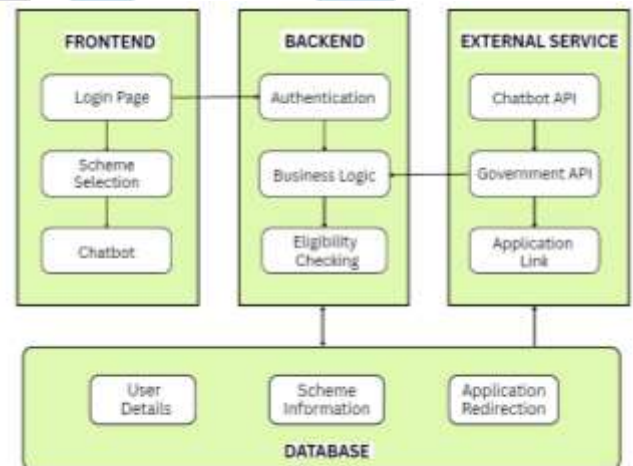 FRONTEND
Login Page
Scheme
Selection
Chatbot
BACKEND
Authentication
Business Logic
Eligibility
Checking
EXTERNAL SERVICE
Chatbot API
Government API
Application
Link
User
Details
Scheme
Information
Application
Redirection
DATABASE